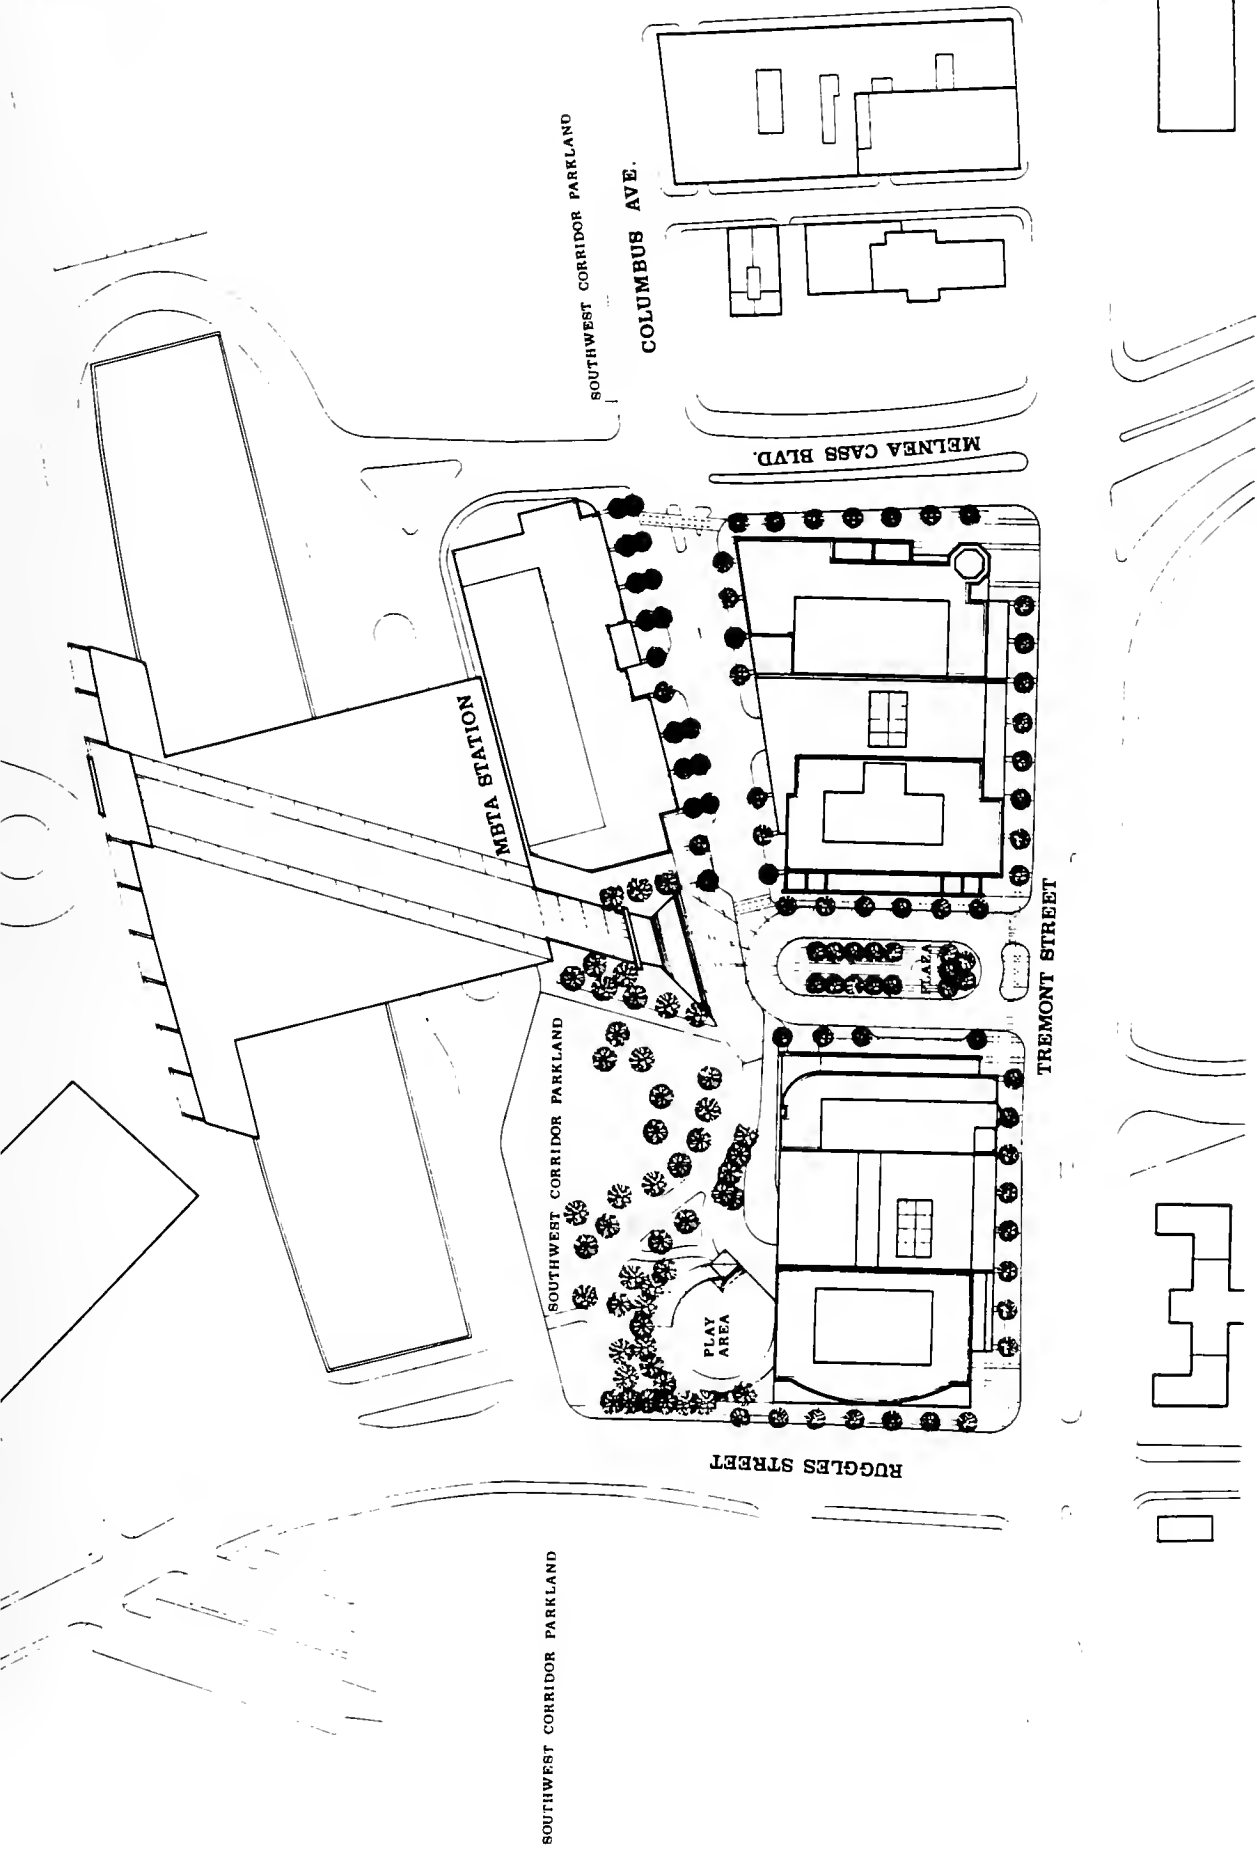 SOUTHWEST CORRIDOR PARKLAND
COLUMBUS AVE.
MELNEA CASS BLVD.
MBTA STATION
SOUTHWEST CORRIDOR PARKLAND
PLAZA
TREMONT STREET
PLAY
AREA
RUGGLES STREET
SOUTHWEST CORRIDOR PARKLAND